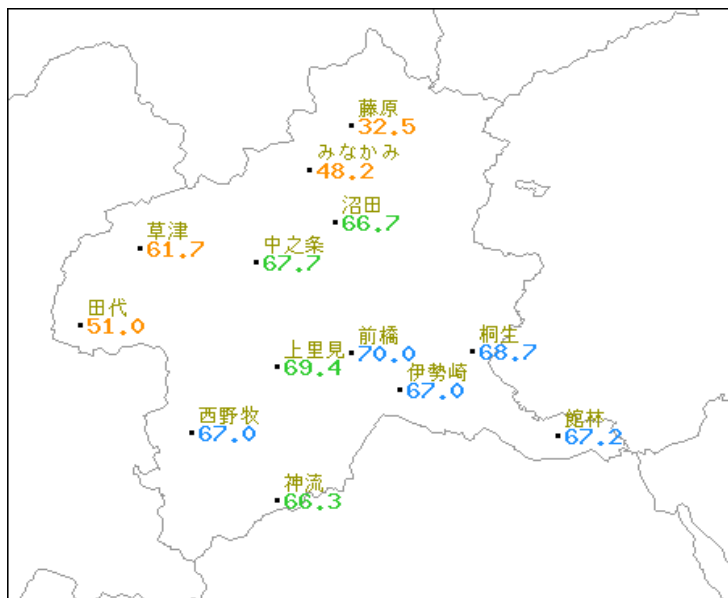 藤原
32.5
みなかみ
48.2
沼田
66.7
草津
61.7
中之条
67.7
田代
51.0
前橋
70.0
桐生
68.7
上里見
69.4
伊勢崎
67.0
西野牧
67.0
館林
67.2
神流
66.3